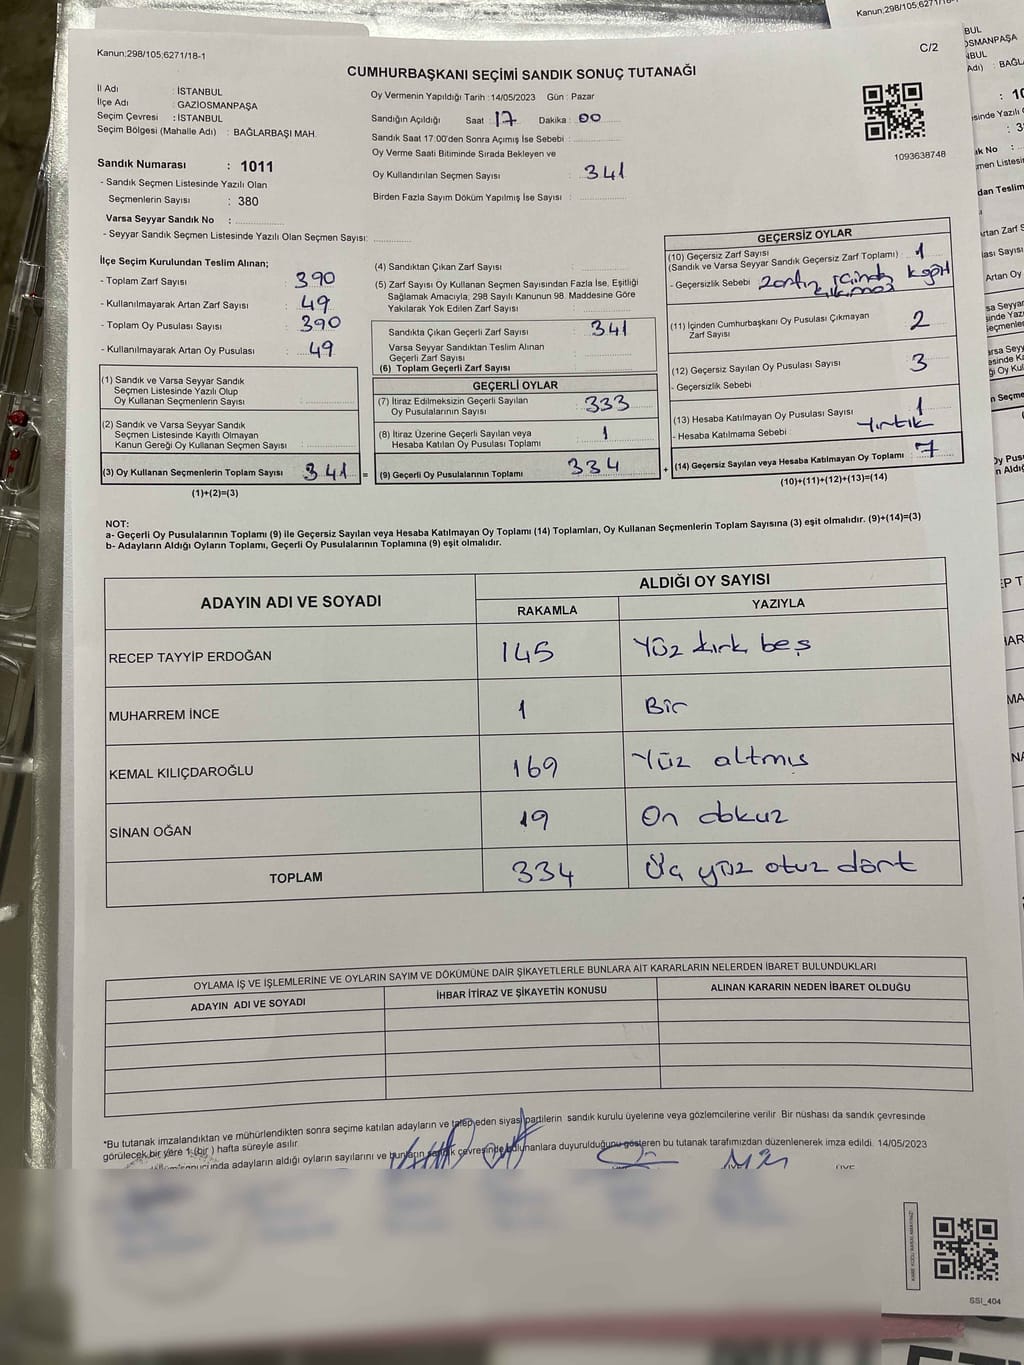 Kanun;298/105;6271/18-1
C/2
CUMHURBAŞKANI SEÇİMİ SANDIK SONUÇ TUTANAĞI
İl Adı : İSTANBUL
İlçe Adı : GAZİOSMANPAŞA
Seçim Çevresi : İSTANBUL
Seçim Bölgesi (Mahalle Adı) : BAĞLARBAŞI MAH.
Sandık Numarası : 1011
- Sandık Seçmen Listesinde Yazılı Olan
Seçmenlerin Sayısı : 380
Varsa Seyyar Sandık No :
- Seyyar Sandık Seçmen Listesinde Yazılı Olan Seçmen Sayısı:
Oy Vermenin Yapıldığı Tarih : 14/05/2023 Gün : Pazar
Sandığın Açıldığı Saat : 17 Dakika : 00
Sandık Saat 17:00'den Sonra Açımış İse Sebebi :
Oy Verme Saati Bitiminde Sırada Bekleyen ve
Oy Kullandırılan Seçmen Sayısı : 341
Birden Fazla Sayım Döküm Yapılmış İse Sayısı :
1093638748
İlçe Seçim Kurulundan Teslim Alınan;
- Toplam Zarf Sayısı : 390
- Kullanılmayarak Artan Zarf Sayısı : 49
- Toplam Oy Pusulası Sayısı : 390
- Kullanılmayarak Artan Oy Pusulası : 49
(1) Sandık ve Varsa Seyyar Sandık
Seçmen Listesinde Yazılı Olup
Oy Kullanan Seçmenlerin Sayısı :
(2) Sandık ve Varsa Seyyar Sandık
Seçmen Listesinde Kayıtlı Olmayan
Kanun Gereği Oy Kullanan Seçmen Sayısı :
(3) Oy Kullanan Seçmenlerin Toplam Sayısı : 341 =
(1)+(2)=(3)
(4) Sandıktan Çıkan Zarf Sayısı :
(5) Zarf Sayısı Oy Kullanan Seçmen Sayısından Fazla İse, Eşitliği
Sağlamak Amacıyla; 298 Sayılı Kanunun 98. Maddesine Göre
Yakılarak Yok Edilen Zarf Sayısı :
Sandıkta Çıkan Geçerli Zarf Sayısı : 341
Varsa Seyyar Sandıktan Teslim Alınan
Geçerli Zarf Sayısı :
(6) Toplam Geçerli Zarf Sayısı :
GEÇERLİ OYLAR
(7) İtiraz Edilmeksizin Geçerli Sayılan
Oy Pusulalarının Sayısı : 333
(8) İtiraz Üzerine Geçerli Sayılan veya
Hesaba Katılan Oy Pusulası Toplamı : 1
(9) Geçerli Oy Pusulalarının Toplamı : 334 +
GEÇERSİZ OYLAR
(10) Geçersiz Zarf Sayısı
(Sandık ve Varsa Seyyar Sandık Geçersiz Zarf Toplamı) : 1
- Geçersizlik Sebebi
(11) İçinden Cumhurbaşkanı Oy Pusulası Çıkmayan
Zarf Sayısı : 2
(12) Geçersiz Sayılan Oy Pusulası Sayısı : 3
- Geçersizlik Sebebi
(13) Hesaba Katılmayan Oy Pusulası Sayısı : 1
- Hesaba Katılmama Sebebi : Yırtık
(14) Geçersiz Sayılan veya Hesaba Katılmayan Oy Toplamı : 7
(10)+(11)+(12)+(13)=(14)
NOT:
a- Geçerli Oy Pusulalarının Toplamı (9) ile Geçersiz Sayılan veya Hesaba Katılmayan Oy Toplamı (14) Toplamları, Oy Kullanan Seçmenlerin Toplam Sayısına (3) eşit olmalıdır. (9)+(14)=(3)
b- Adayların Aldığı Oyların Toplamı, Geçerli Oy Pusulalarının Toplamına (9) eşit olmalıdır.
ADAYIN ADI VE SOYADI
ALDIĞI OY SAYISI
RAKAMLA YAZIYLA
RECEP TAYYİP ERDOĞAN 145 Yüz kırk beş
MUHARREM İNCE 1 Bir
KEMAL KILIÇDAROĞLU 169 Yüz altmış
SİNAN OĞAN 19 On dokuz
TOPLAM 334 Üç yüz otuz dört
OYLAMA İŞ VE İŞLEMLERİNE VE OYLARIN SAYIM VE DÖKÜMÜNE DAİR ŞİKAYETLERLE BUNLARA AİT KARARLARIN NELERDEN İBARET BULUNDUKLARI
ADAYIN ADI VE SOYADI İHBAR İTİRAZ VE ŞİKAYETİN KONUSU ALINAN KARARIN NEDEN İBARET OLDUĞU
*Bu tutanak imzalandıktan ve mühürlendikten sonra seçime katılan adayların ve talep eden siyasi partilerin sandık kurulu üyelerine veya gözlemcilerine verilir. Bir nüshası da sandık çevresinde
görülecek bir yere 1 (bir) hafta süreyle asılır.
adayların aldığı oyların sayılarını ve bunların sandık çevresinde bulunanlara duyurulduğunu gösteren bu tutanak tarafımızdan düzenlenerek imza edildi. 14/05/2023
SSI_404